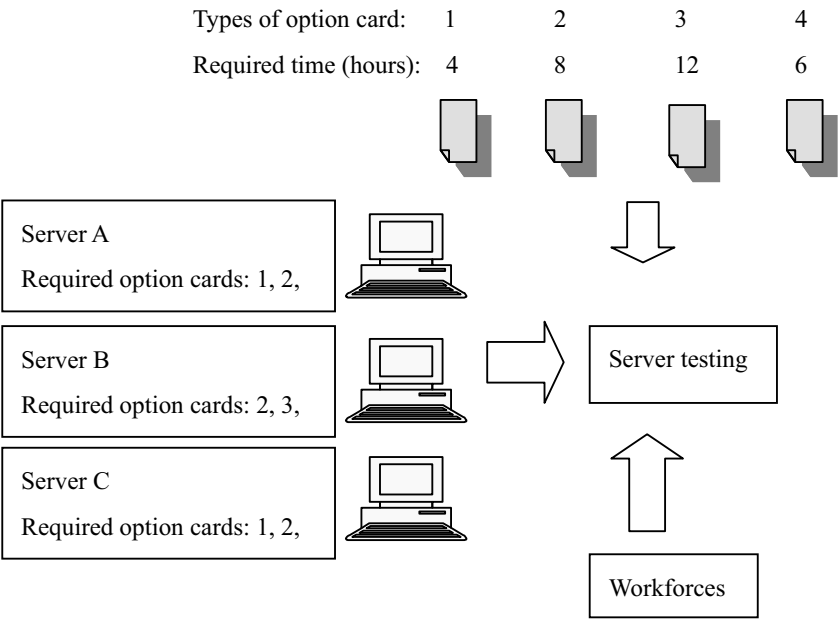 Types of option card: 1 2 3 4
Required time (hours): 4 8 12 6
Server A
Required option cards: 1, 2,
Server B
Required option cards: 2, 3,
Server testing
Server C
Required option cards: 1, 2,
Workforces